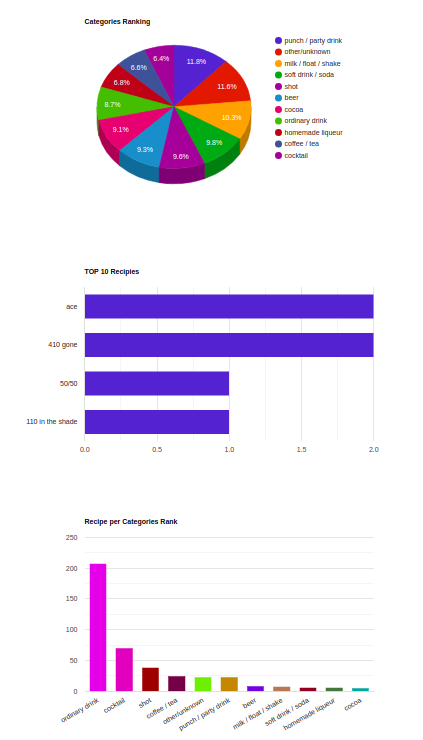 Categories Ranking
11.8%
11.6%
10.3%
9.8%
9.6%
9.3%
9.1%
8.7%
6.8%
6.6%
6.4%
punch / party drink
other/unknown
milk / float / shake
soft drink / soda
shot
beer
cocoa
ordinary drink
homemade liqueur
coffee / tea
cocktail
TOP 10 Recipies
ace
410 gone
50/50
110 in the shade
0.0 0.5 1.0 1.5 2.0
Recipe per Categories Rank
250
200
150
100
50
0
ordinary drink
cocktail
shot
coffee / tea
other/unknown
punch / party drink
beer
milk / float / shake
soft drink / soda
homemade liqueur
cocoa